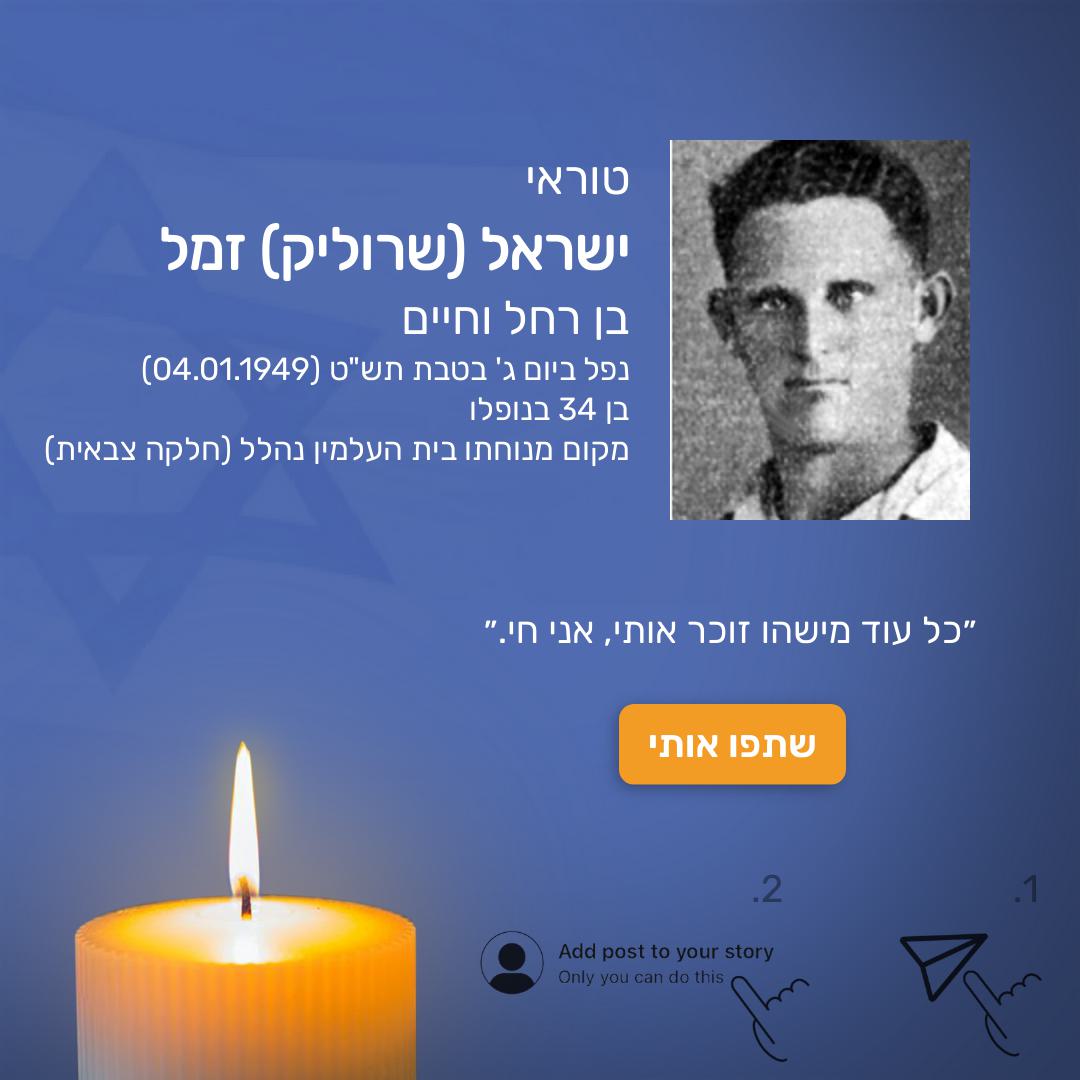 טוראי
ישראל (שרוליק) זמל
בן רחל וחיים
נפל ביום ג' בטבת תש"ט (04.01.1949)
בן 34 בנופלו
מקום מנוחתו בית העלמין נהלל (חלקה צבאית)
״כל עוד מישהו זוכר אותי, אני חי.״
שתפו אותי
1.
2.
Add post to your story
Only you can do this